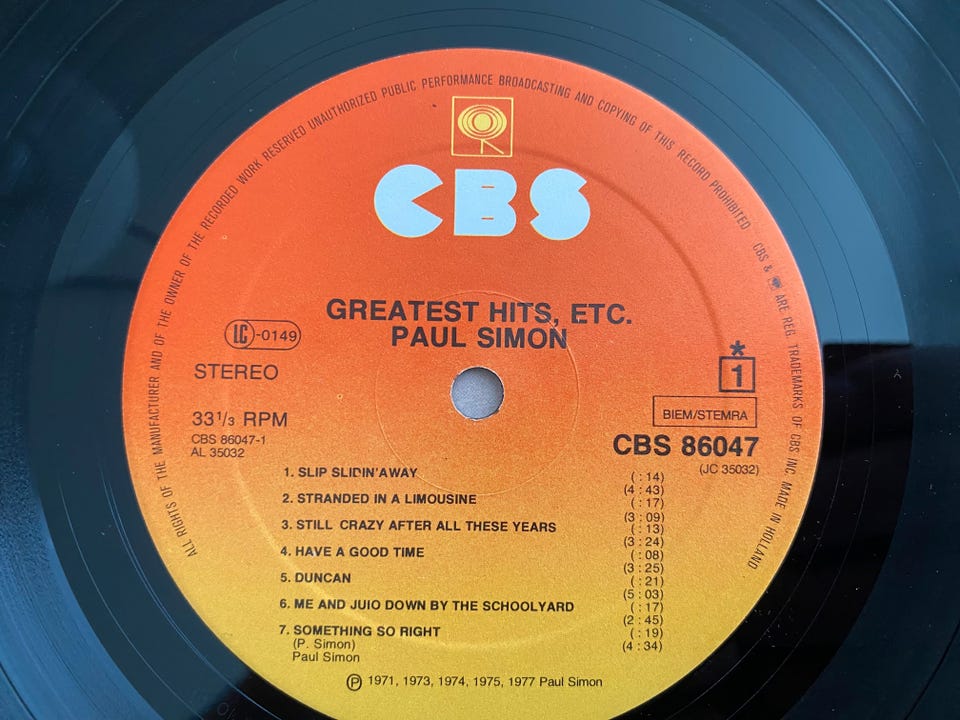 ALL RIGHTS OF THE MANUFACTURER AND OF THE OWNER OF THE RECORDED WORK RESERVED UNAUTHORIZED PUBLIC PERFORMANCE BROADCASTING AND COPYING OF THIS RECORD PROHIBITED CBS & ARE REG. TRADEMARKS OF CBS INC. MADE IN HOLLAND
CBS
GREATEST HITS, ETC.
PAUL SIMON
LC-0149
STEREO
* 1
BIEM/STEMRA
33 1/3 RPM
CBS 86047
CBS 86047-1
AL 35032
(JC 35032)
1. SLIP SLIDIN'AWAY (:14)
(4:43)
2. STRANDED IN A LIMOUSINE (:17)
(3:09)
3. STILL CRAZY AFTER ALL THESE YEARS (:13)
(3:24)
4. HAVE A GOOD TIME (:08)
(3:25)
5. DUNCAN (:21)
(5:03)
6. ME AND JUIO DOWN BY THE SCHOOLYARD (:17)
(2:45)
7. SOMETHING SO RIGHT (:19)
(P. Simon) (4:34)
Paul Simon
Ⓟ 1971, 1973, 1974, 1975, 1977 Paul Simon